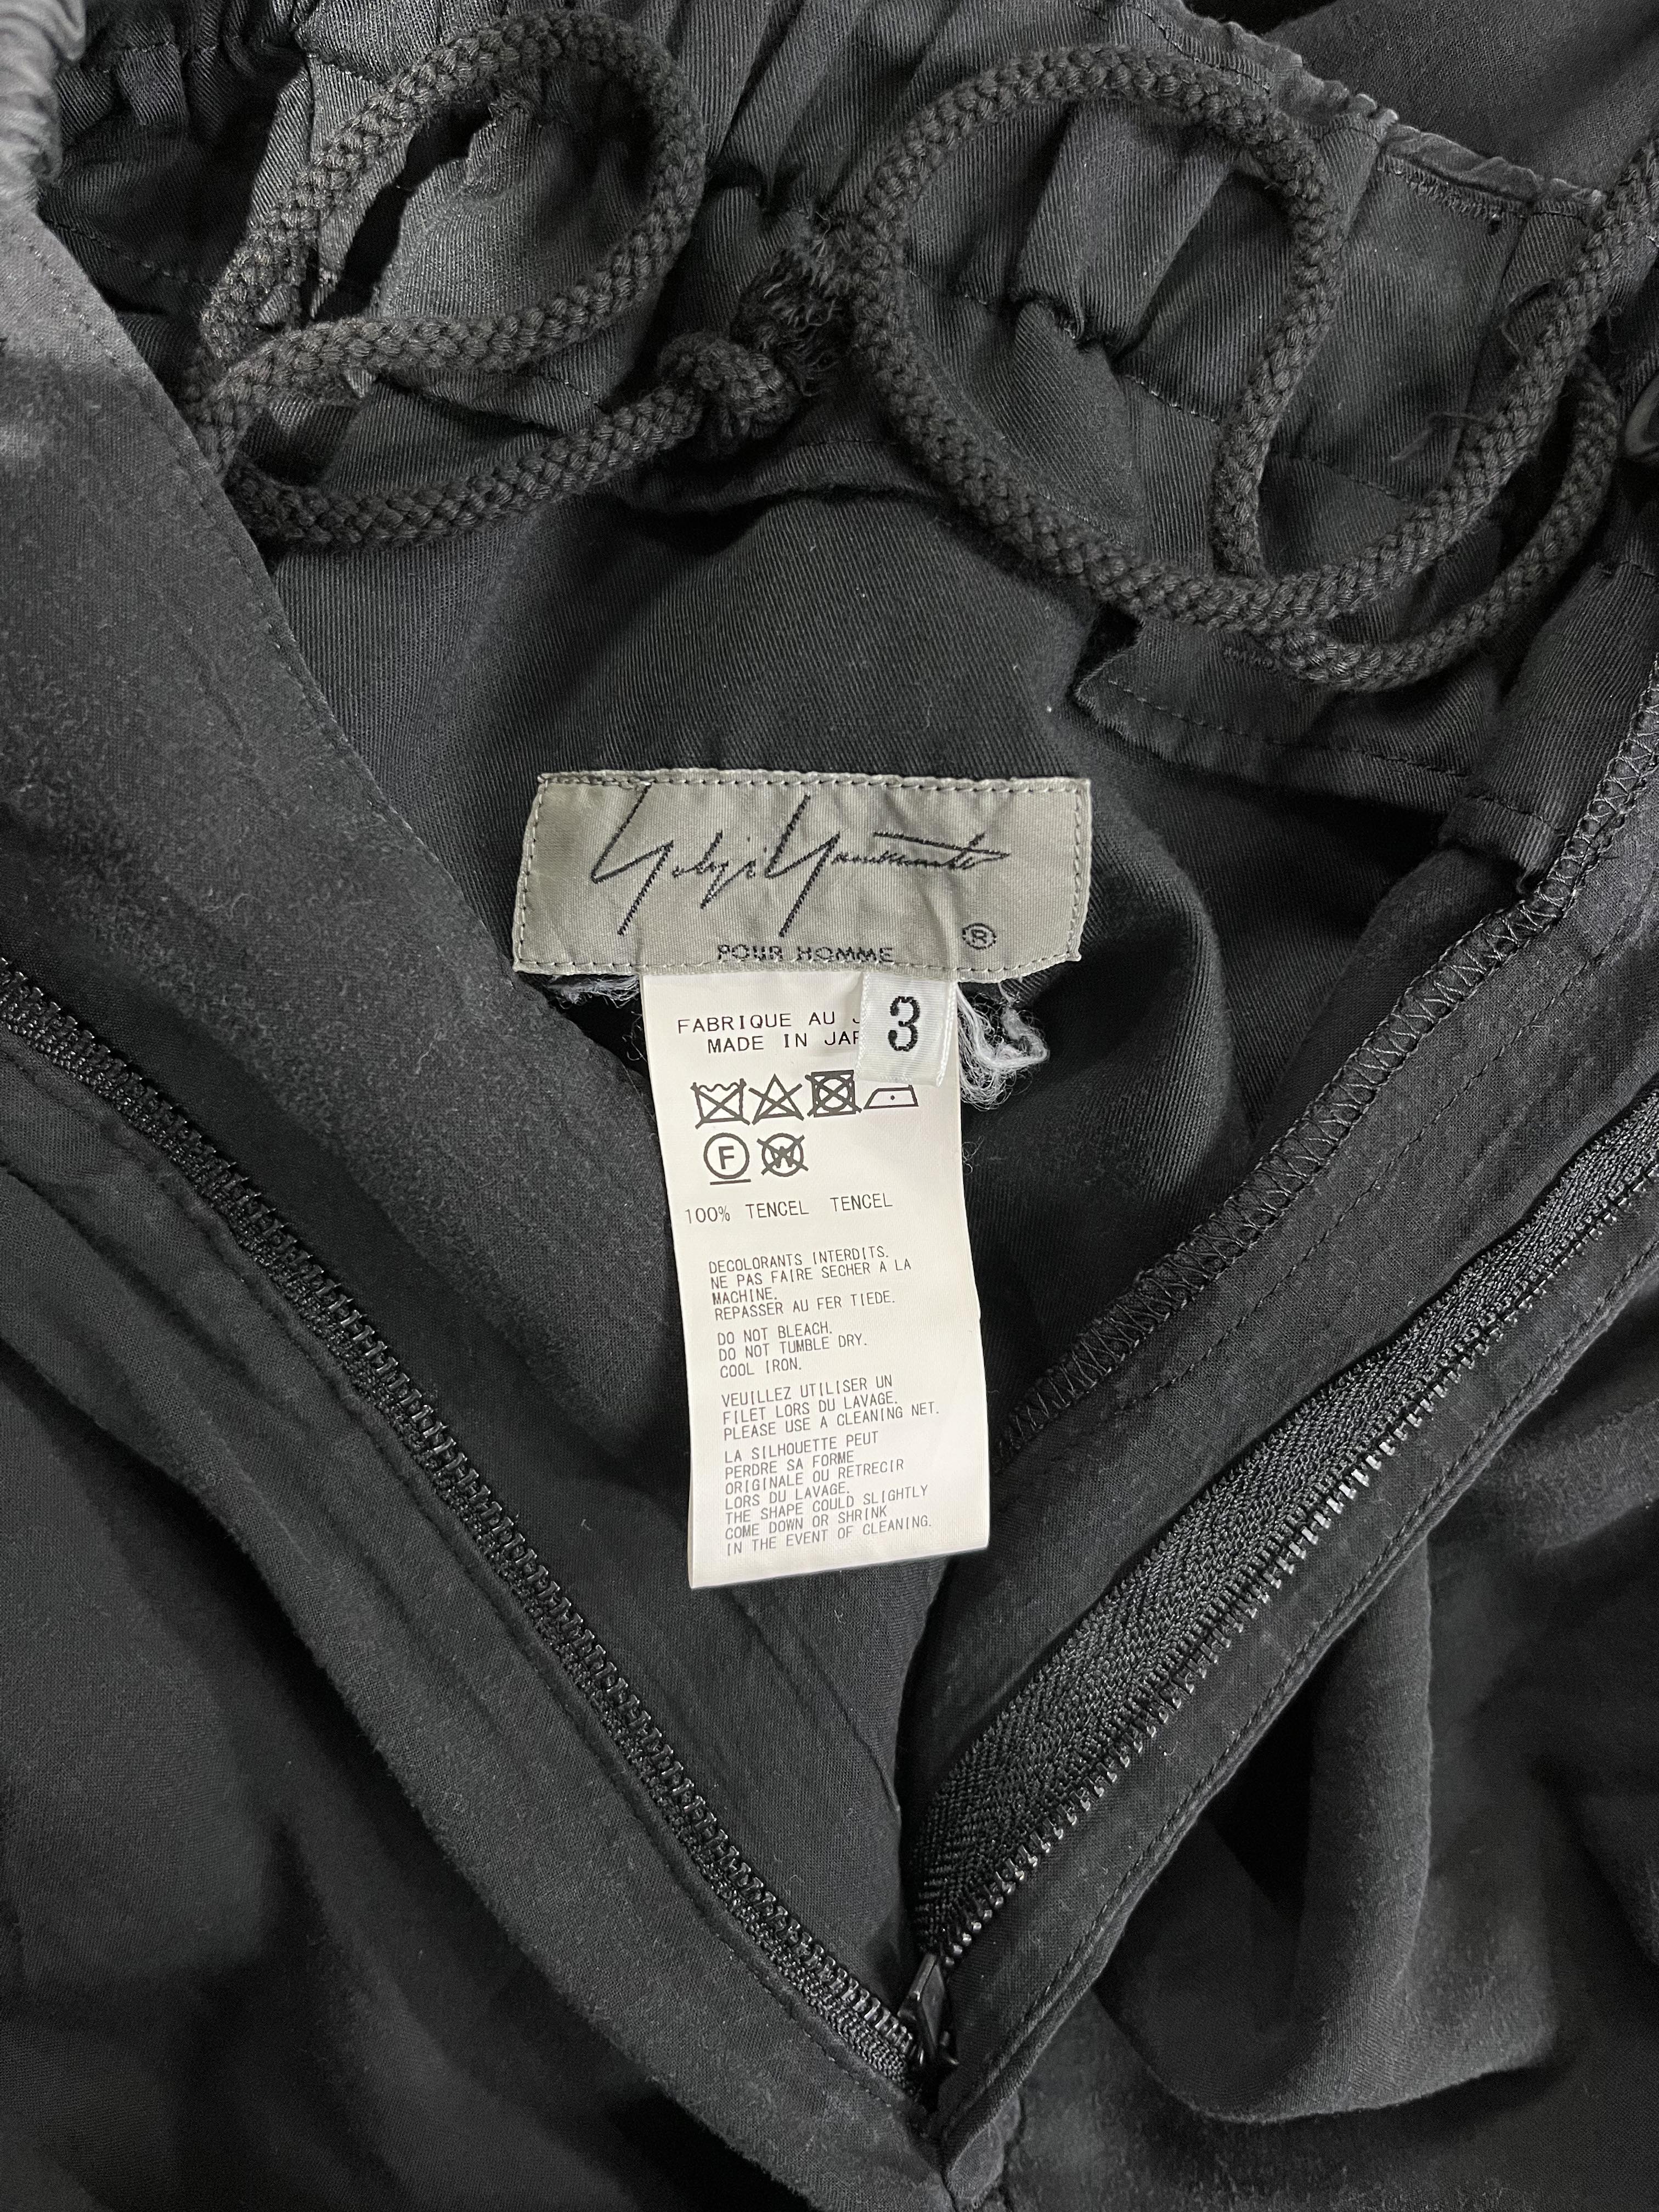 Yohji Yamamoto
®
POUR HOMME
3
FABRIQUE AU J
MADE IN JAP
F
W
100% TENCEL TENCEL
DECOLORANTS INTERDITS.
NE PAS FAIRE SECHER A LA
MACHINE.
REPASSER AU FER TIEDE.
DO NOT BLEACH.
DO NOT TUMBLE DRY.
COOL IRON.
VEUILLEZ UTILISER UN
FILET LORS DU LAVAGE.
PLEASE USE A CLEANING NET.
LA SILHOUETTE PEUT
PERDRE SA FORME
ORIGINALE OU RETRECIR
LORS DU LAVAGE.
THE SHAPE COULD SLIGHTLY
COME DOWN OR SHRINK
IN THE EVENT OF CLEANING.